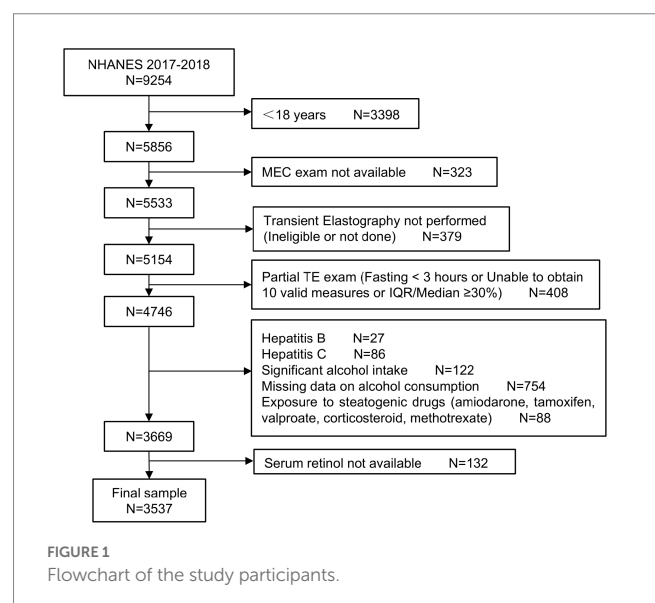 NHANES 2017-2018
N=9254
<18 years N=3398
N=5856
MEC exam not available N=323
N=5533
Transient Elastography not performed
(Ineligible or not done) N=379
N=5154
Partial TE exam (Fasting < 3 hours or Unable to obtain
10 valid measures or IQR/Median ≥30%) N=408
N=4746
Hepatitis B N=27
Hepatitis C N=86
Significant alcohol intake N=122
Missing data on alcohol consumption N=754
Exposure to steatogenic drugs (amiodarone, tamoxifen,
valproate, corticosteroid, methotrexate) N=88
N=3669
Serum retinol not available N=132
Final sample
N=3537
FIGURE 1
Flowchart of the study participants.